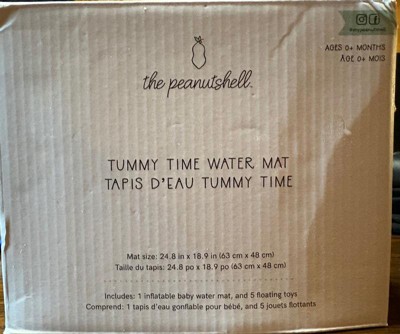 AGES 0+ MONTHS
ÂGE 0+ MOIS
the peanutshell.
TUMMY TIME WATER MAT
TAPIS D'EAU TUMMY TIME
Mat size: 24.8 in x 18.9 in (63 cm x 48 cm)
Taille du tapis: 24.8 po x 18.9 po (63 cm x 48 cm)
Includes: 1 inflatable baby water mat, and 5 floating toys
Comprend: 1 tapis d'eau gonflable pour bébé, and 5 jouets flottants